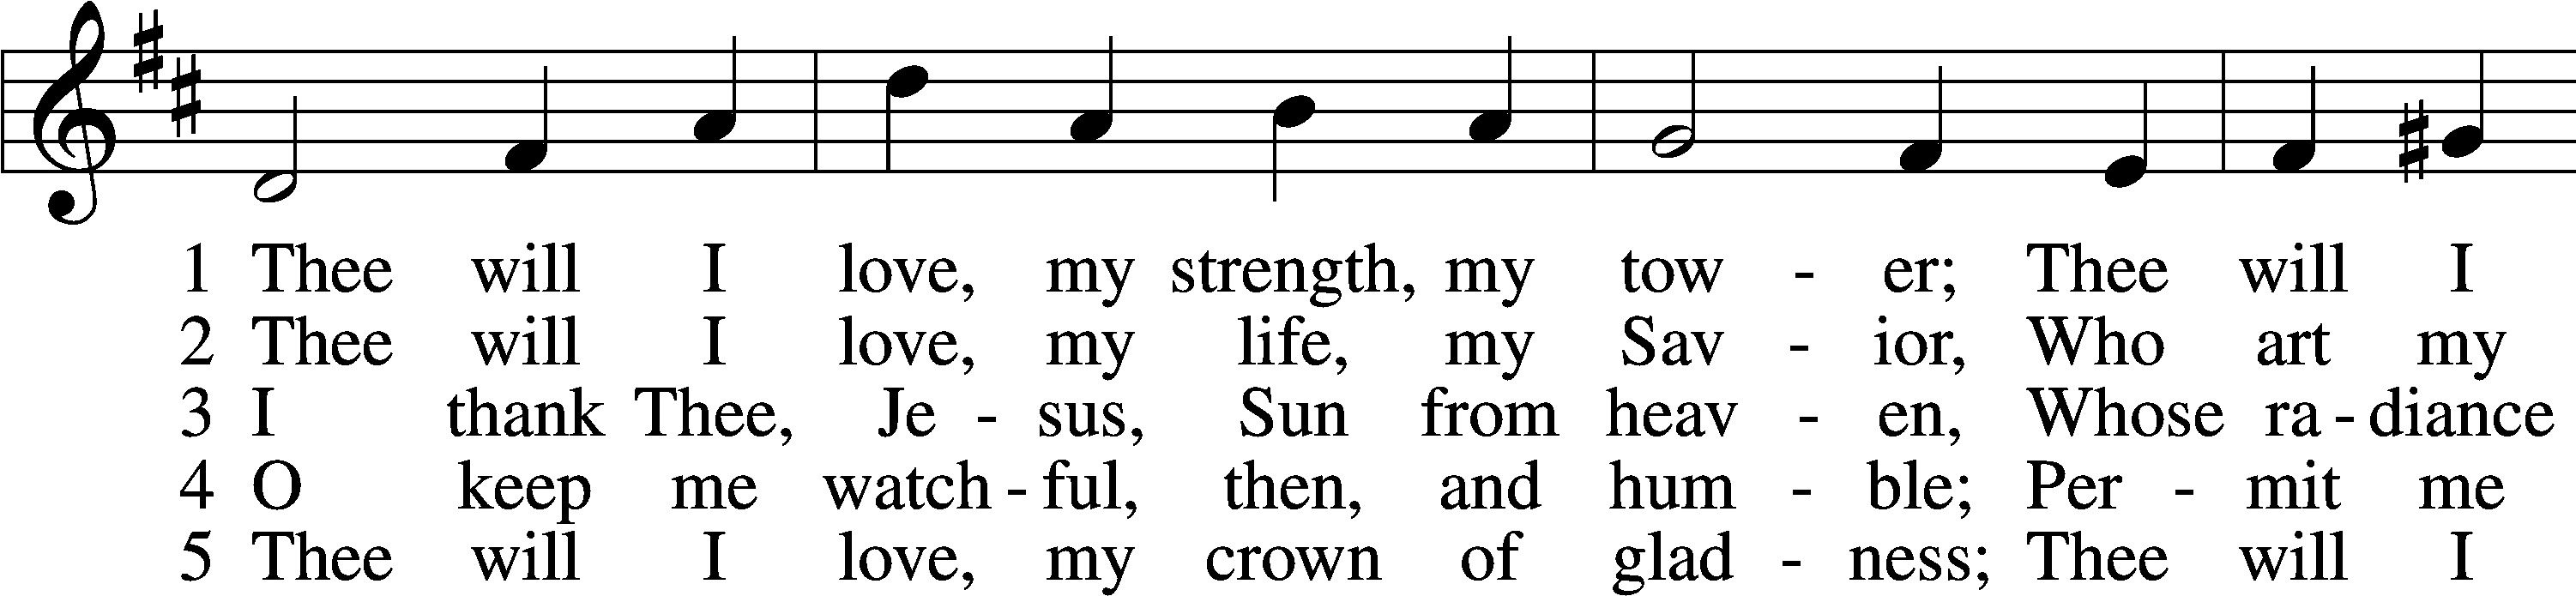 1 Thee will I love, my strength, my tow - er; Thee will I
2 Thee will I love, my life, my Sav - ior, Who art my
3 I thank Thee, Je - sus, Sun from heav - en, Whose ra - diance
4 O keep me watch - ful, then, and hum - ble; Per - mit me
5 Thee will I love, my crown of glad - ness; Thee will I